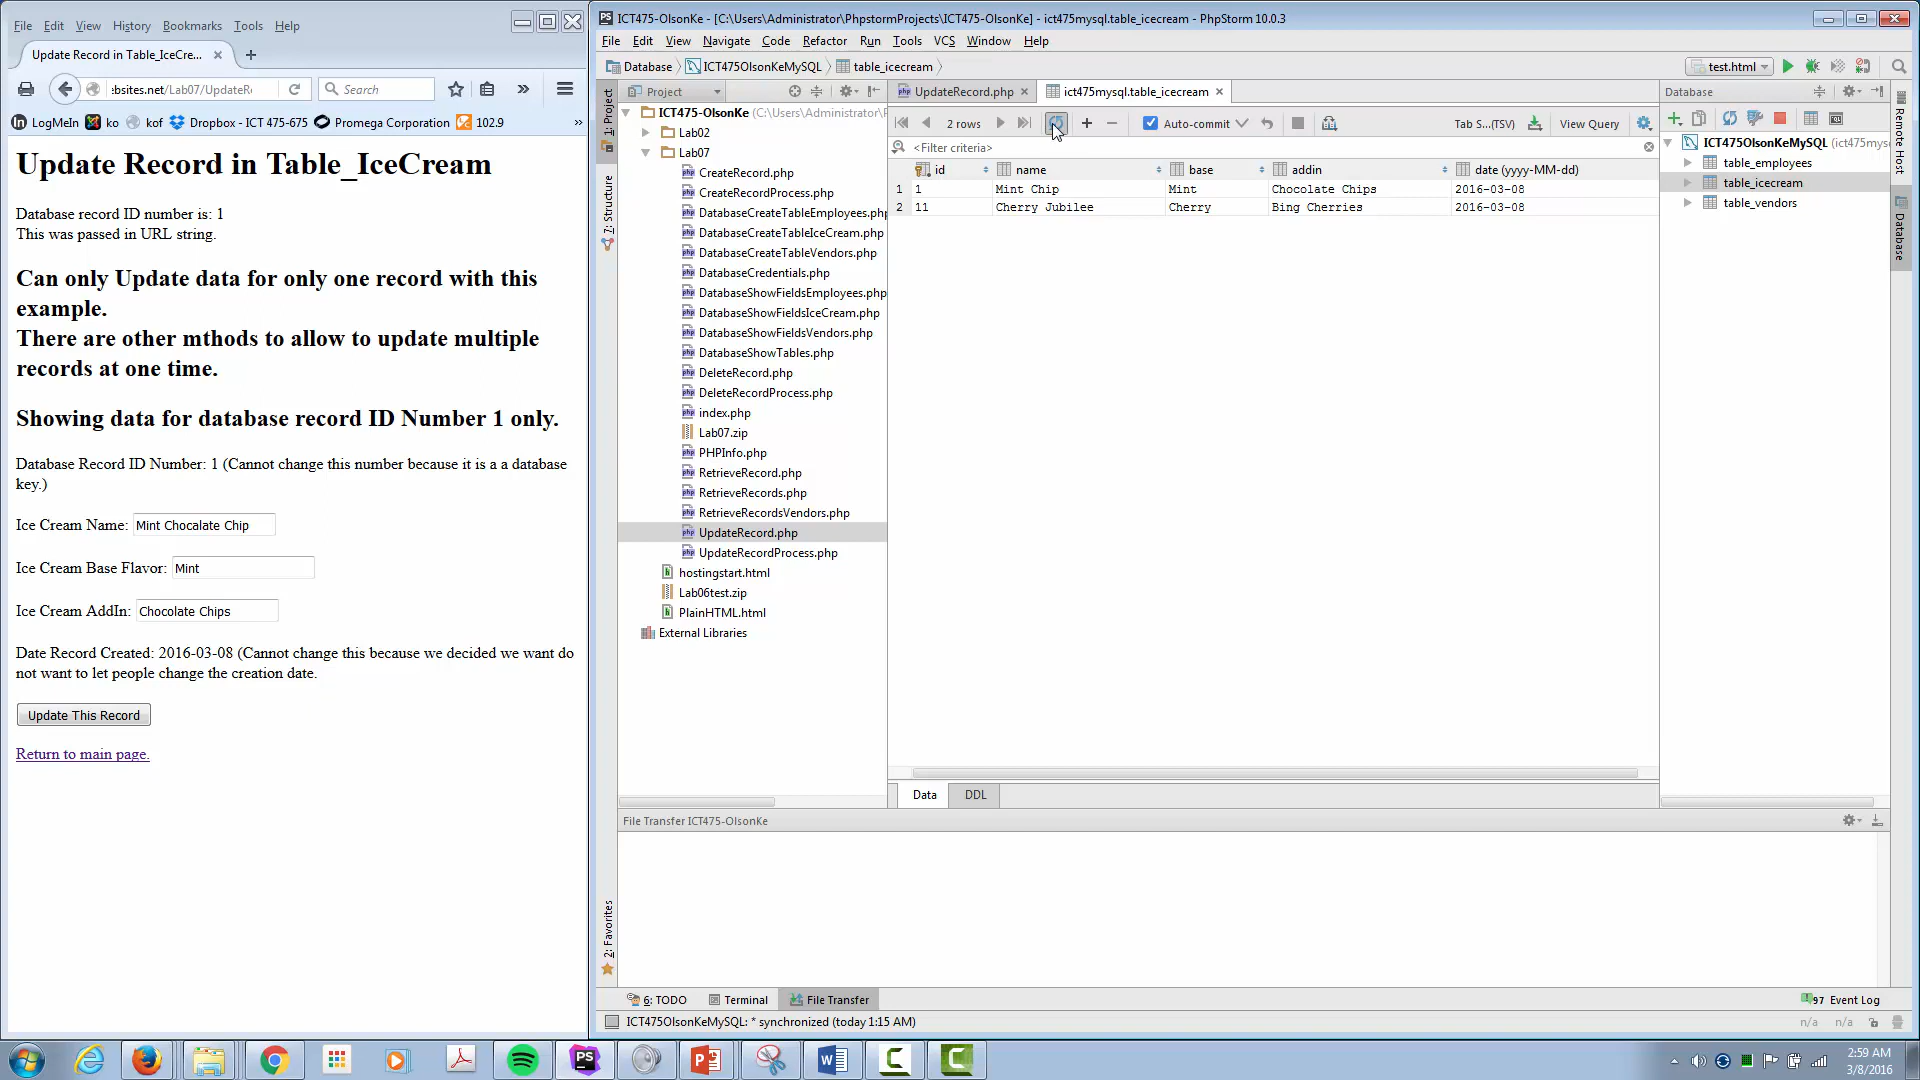 File Edit View History Bookmarks Tools Help
Update Record in Table_IceCre... × +
bsites.net/Lab07/UpdateR Search »
LogMeIn ko kof Dropbox - ICT 475-675 Promega Corporation 102.9 »
Update Record in Table_IceCream
Database record ID number is: 1
This was passed in URL string.
Can only Update data for only one record with this
example.
There are other mthods to allow to update multiple
records at one time.
Showing data for database record ID Number 1 only.
Database Record ID Number: 1 (Cannot change this number because it is a a database
key.)
Ice Cream Name: Mint Chocalate Chip
Ice Cream Base Flavor: Mint
Ice Cream AddIn: Chocolate Chips
Date Record Created: 2016-03-08 (Cannot change this because we decided we want do
not want to let people change the creation date.
Update This Record
Return to main page.
ICT475-OlsonKe - [C:\Users\Administrator\PhpstormProjects\ICT475-OlsonKe] - ict475mysql.table_icecream - PhpStorm 10.0.3
File Edit View Navigate Code Refactor Run Tools VCS Window Help
Database ICT475OlsonKeMySQL table_icecream test.html
1: Project
7: Structure
2: Favorites
Project
ICT475-OlsonKe (C:\Users\Administrator\P
Lab02
Lab07
CreateRecord.php
CreateRecordProcess.php
DatabaseCreateTableEmployees.php
DatabaseCreateTableIceCream.php
DatabaseCreateTableVendors.php
DatabaseCredentials.php
DatabaseShowFieldsEmployees.php
DatabaseShowFieldsIceCream.php
DatabaseShowFieldsVendors.php
DatabaseShowTables.php
DeleteRecord.php
DeleteRecordProcess.php
index.php
Lab07.zip
PHPInfo.php
RetrieveRecord.php
RetrieveRecords.php
RetrieveRecordsVendors.php
UpdateRecord.php
UpdateRecordProcess.php
hostingstart.html
Lab06test.zip
PlainHTML.html
External Libraries
UpdateRecord.php × ict475mysql.table_icecream ×
2 rows + − Auto-commit Tab S...(TSV) View Query
<Filter criteria>
id name base addin date (yyyy-MM-dd)
1 1 Mint Chip Mint Chocolate Chips 2016-03-08
2 11 Cherry Jubilee Cherry Bing Cherries 2016-03-08
Data DDL
Database
ICT475OlsonKeMySQL (ict475mys
table_employees
table_icecream
table_vendors
Remote Host
Database
File Transfer ICT475-OlsonKe
6: TODO Terminal File Transfer 97 Event Log
ICT475OlsonKeMySQL: * synchronized (today 1:15 AM) n/a n/a
2:59 AM
3/8/2016